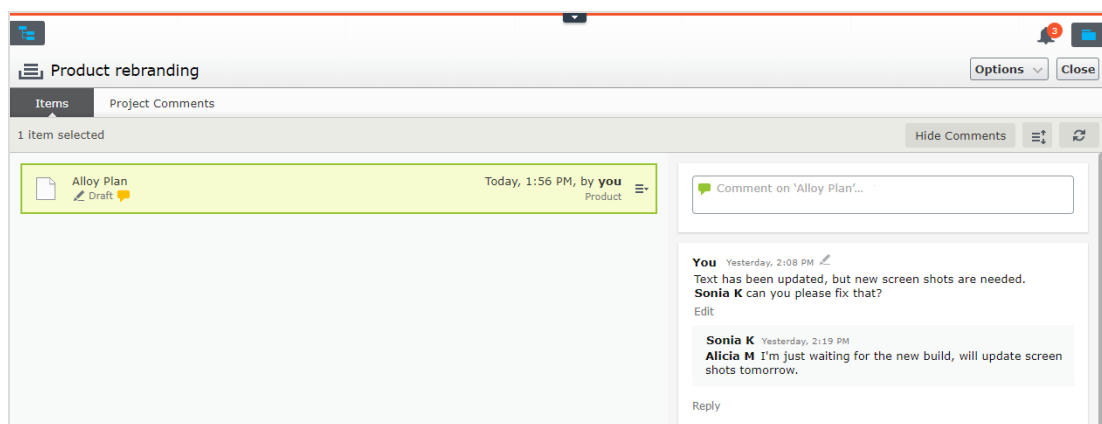 3
Product rebranding
Options
Close
Items
Project Comments
1 item selected
Hide Comments
Alloy Plan
Today, 1:56 PM, by you
Draft
Product
Comment on ‘Alloy Plan’...
You Yesterday, 2:08 PM
Text has been updated, but new screen shots are needed.
Sonia K can you please fix that?
Edit
Sonia K Yesterday, 2:19 PM
Alicia M I'm just waiting for the new build, will update screen
shots tomorrow.
Reply